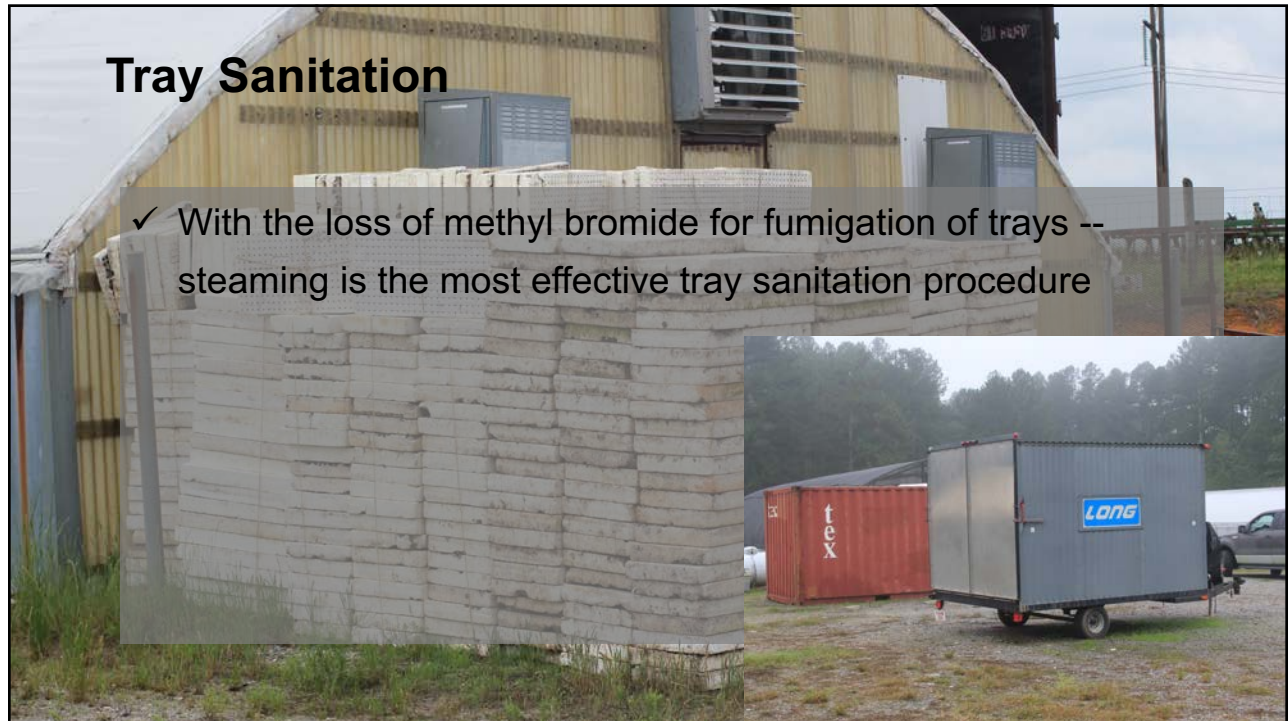 Tray Sanitation
✓ With the loss of methyl bromide for fumigation of trays --
steaming is the most effective tray sanitation procedure
tex
tex
LONG